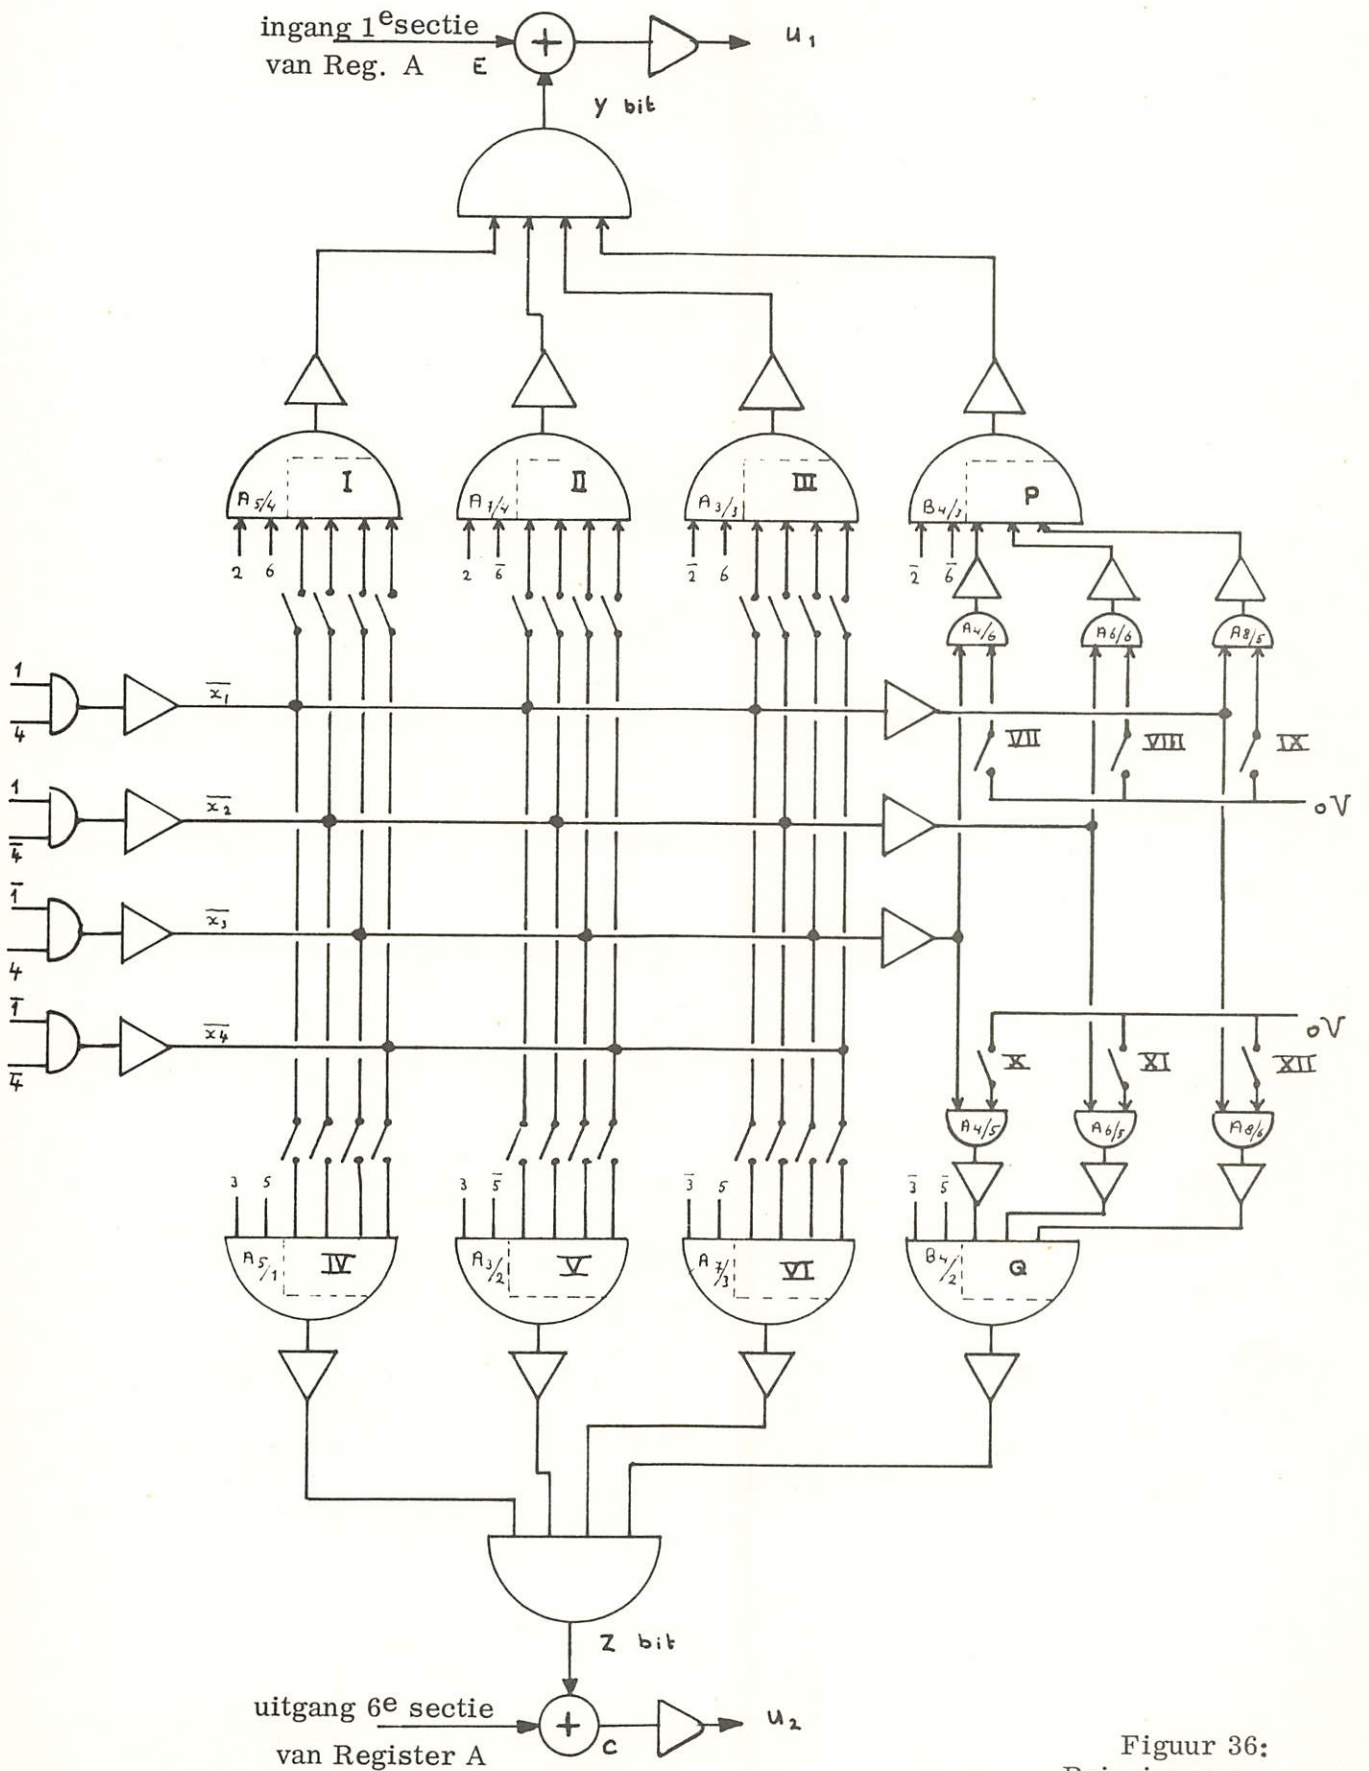 ingang 1e sectie
van Reg. A E
u1
y bit
I
II
III
P
A5/4
A1/4
A3/3
B4/3
2 6
2 6̅
2̅ 6
2̅ 6̅
A4/6
A6/6
A8/5
1
4
x̅1
VII
VIII
IX
1
4̅
x̅2
0V
1̅
4
x̅3
1̅
4̅
x̅4
0V
X
XI
XII
A4/5
A6/5
A8/6
3 5
3 5̅
3̅ 5
3̅ 5̅
A5/1
IV
A3/2
V
A7/3
VI
B4/2
Q
z bit
uitgang 6e sectie
van Register A
C
u2
Figuur 36: